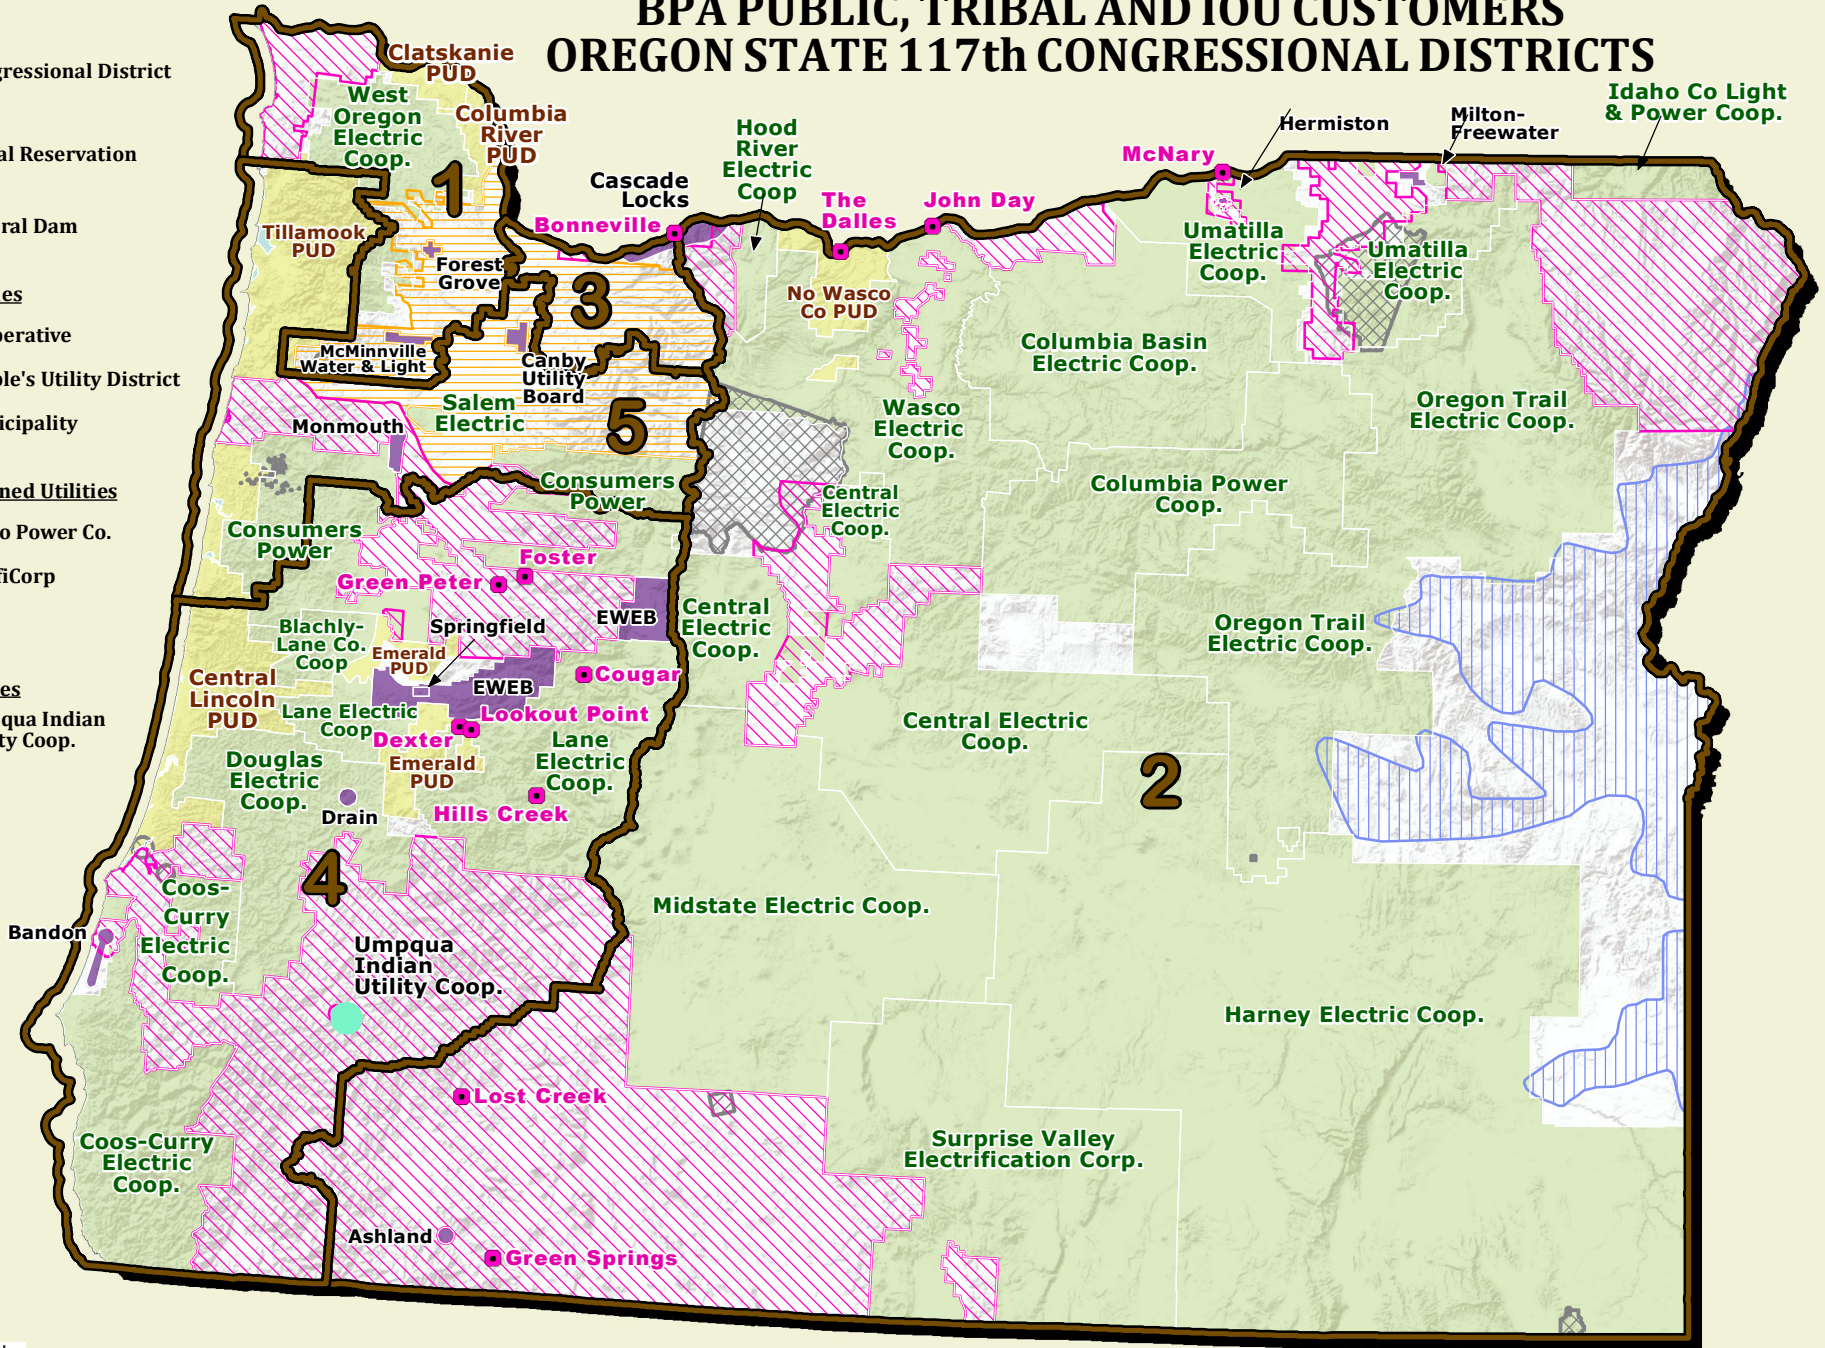 BPA PUBLIC, TRIBAL AND IOU CUSTOMERS
OREGON STATE 117th CONGRESSIONAL DISTRICTS
gressional District
al Reservation
ral Dam
es
perative
ple's Utility District
icipality
ned Utilities
o Power Co.
fiCorp
es
qua Indian
ty Coop.
Clatskanie
PUD
West
Oregon
Electric
Coop.
Columbia
River
PUD
1
Tillamook
PUD
Forest
Grove
McMinnville
Water & Light
Canby
Utility
Board
3
5
Salem
Electric
Monmouth
Cascade
Locks
Bonneville
Hood
River
Electric
Coop
The
Dalles
John Day
McNary
Hermiston
Milton-
Freewater
Idaho Co Light
& Power Coop.
No Wasco
Co PUD
Umatilla
Electric
Coop.
Umatilla
Electric
Coop.
Columbia Basin
Electric Coop.
Wasco
Electric
Coop.
Oregon Trail
Electric Coop.
Consumers
Power
Consumers
Power
Central
Electric
Coop.
Columbia Power
Coop.
Foster
Green Peter
EWEB
Central
Electric
Coop.
Oregon Trail
Electric Coop.
Blachly-
Lane Co.
Coop
Springfield
Emerald
PUD
Cougar
EWEB
Central
Lincoln
PUD
Lane Electric
Coop
Lookout Point
Dexter
Lane
Electric
Coop.
Emerald
PUD
Central Electric
Coop.
2
Douglas
Electric
Coop.
Drain
Hills Creek
4
Coos-
Curry
Electric
Coop.
Bandon
Midstate Electric Coop.
Umpqua
Indian
Utility Coop.
Harney Electric Coop.
Lost Creek
Coos-Curry
Electric
Coop.
Surprise Valley
Electrification Corp.
Ashland
Green Springs